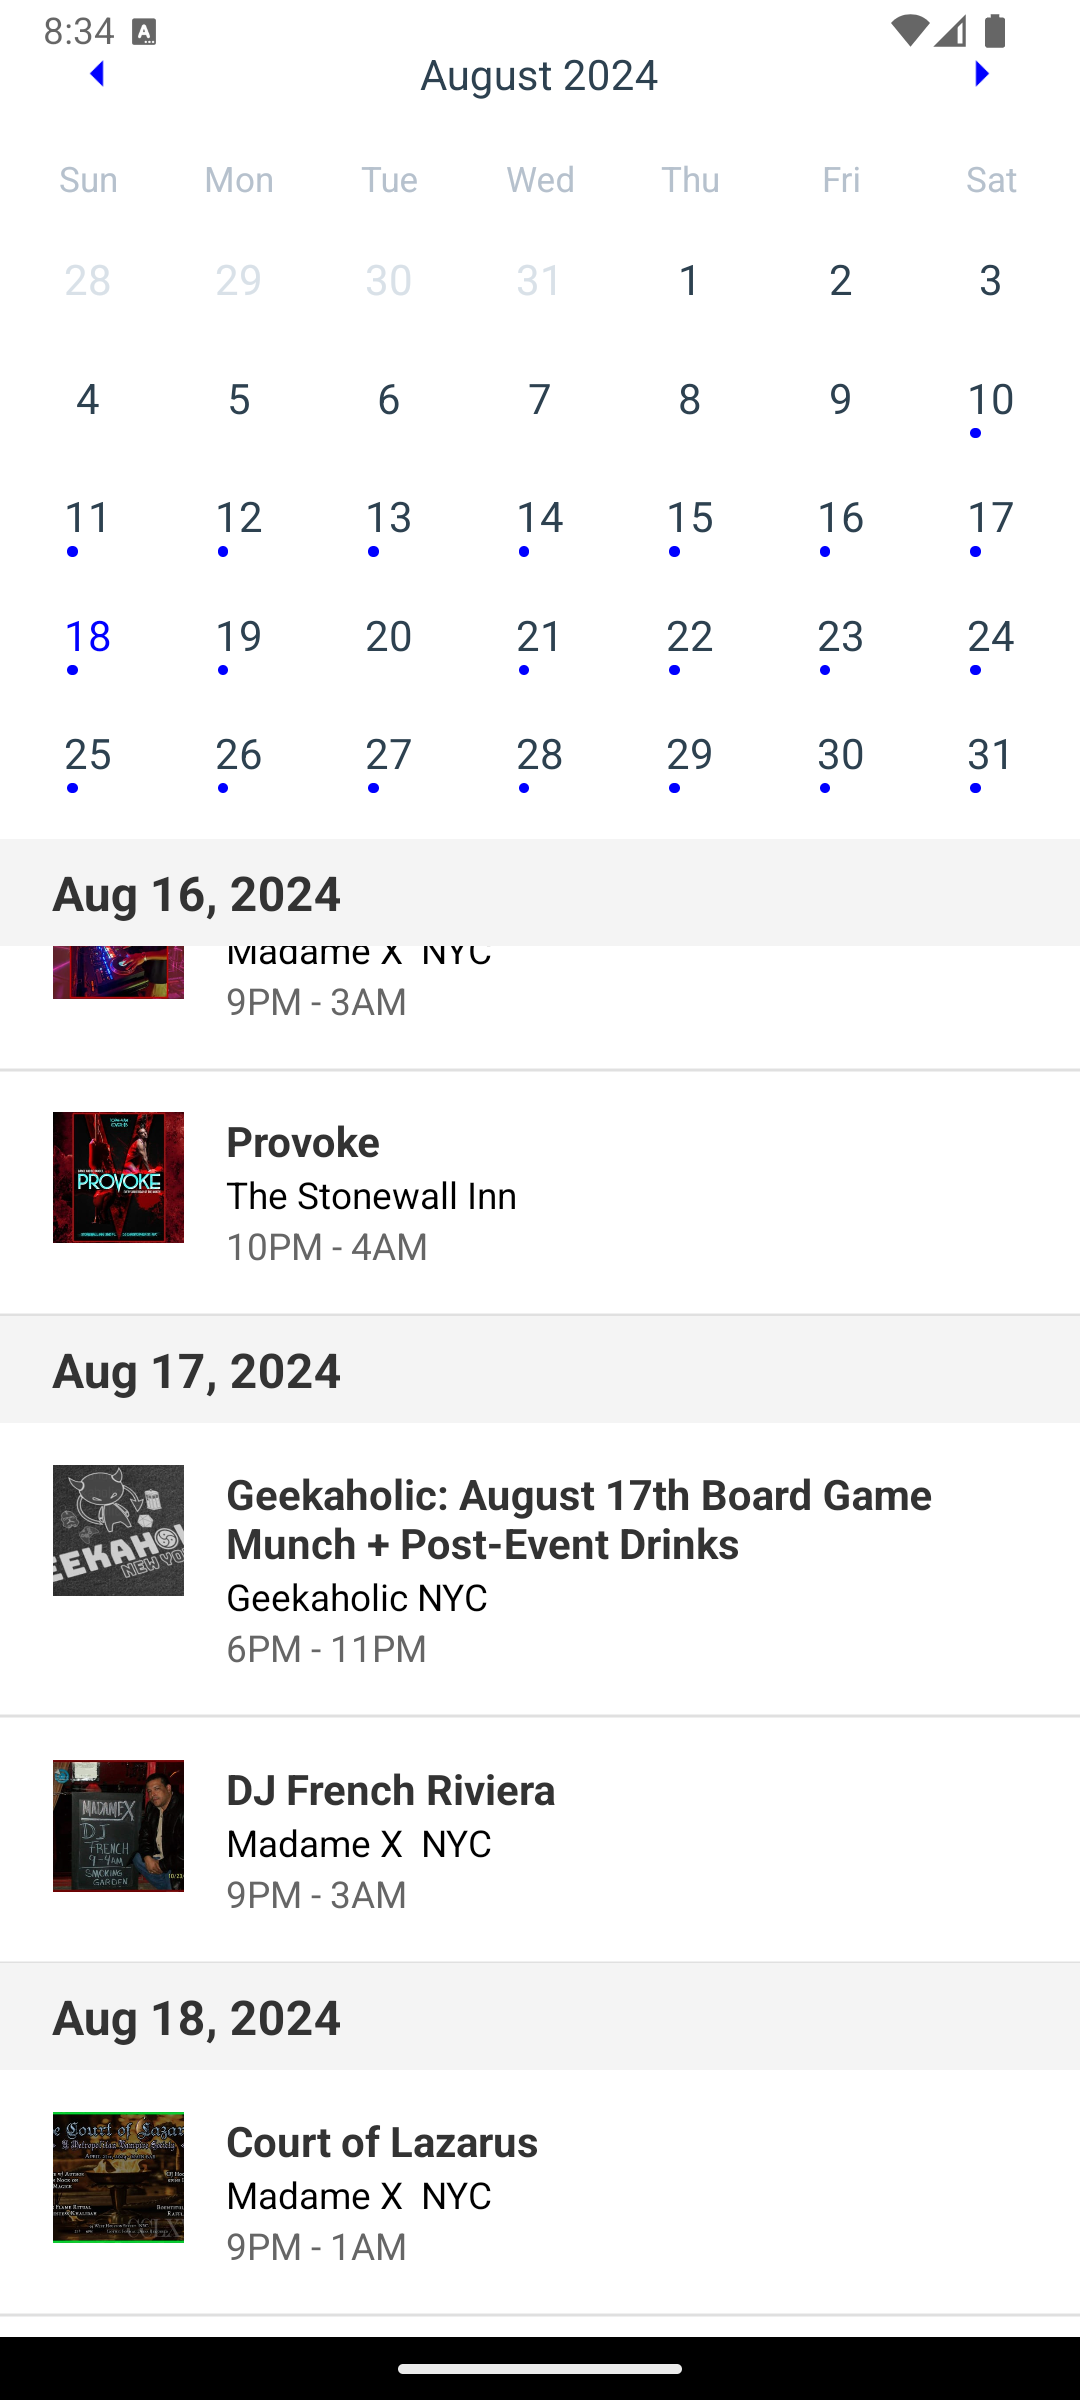 8:34
August 2024
Sun Mon Tue Wed Thu Fri Sat
28 29 30 31 1 2 3
4 5 6 7 8 9 10
11 12 13 14 15 16 17
18 19 20 21 22 23 24
25 26 27 28 29 30 31
Aug 16, 2024
Madame X NYC
9PM - 3AM
PROVOKE
Provoke
The Stonewall Inn
10PM - 4AM
Aug 17, 2024
EEKAHOL
NEW YO
Geekaholic: August 17th Board Game
Munch + Post-Event Drinks
Geekaholic NYC
6PM - 11PM
MADAME X
DJ
FRENCH
9-4AM
SMOKING
GARDEN
DJ French Riviera
Madame X NYC
9PM - 3AM
Aug 18, 2024
e Court of Lazar
Court of Lazarus
Madame X NYC
9PM - 1AM